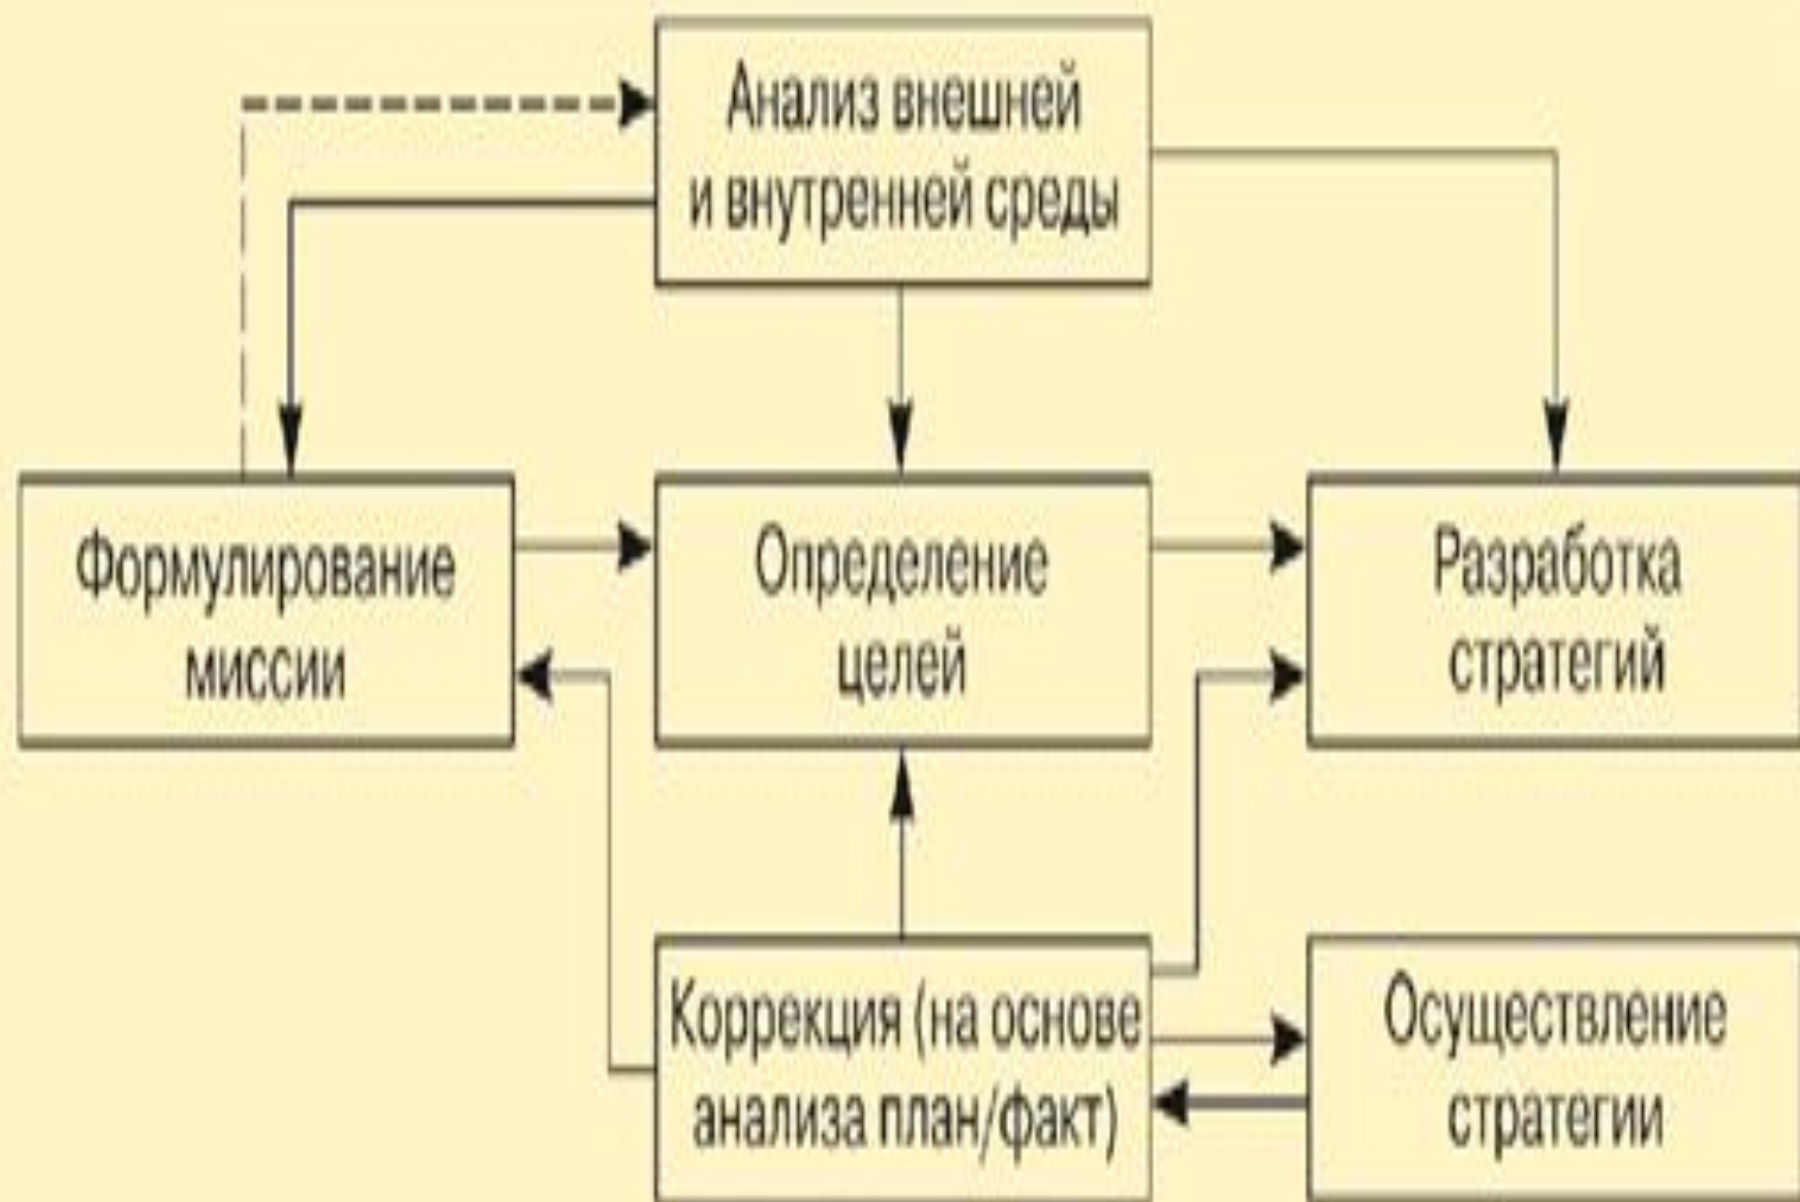 Анализ внешней
и внутренней среды
Формулирование
миссии
Определение
целей
Разработка
стратегий
Коррекция (на основе
анализа план/факт)
Осуществление
стратегии